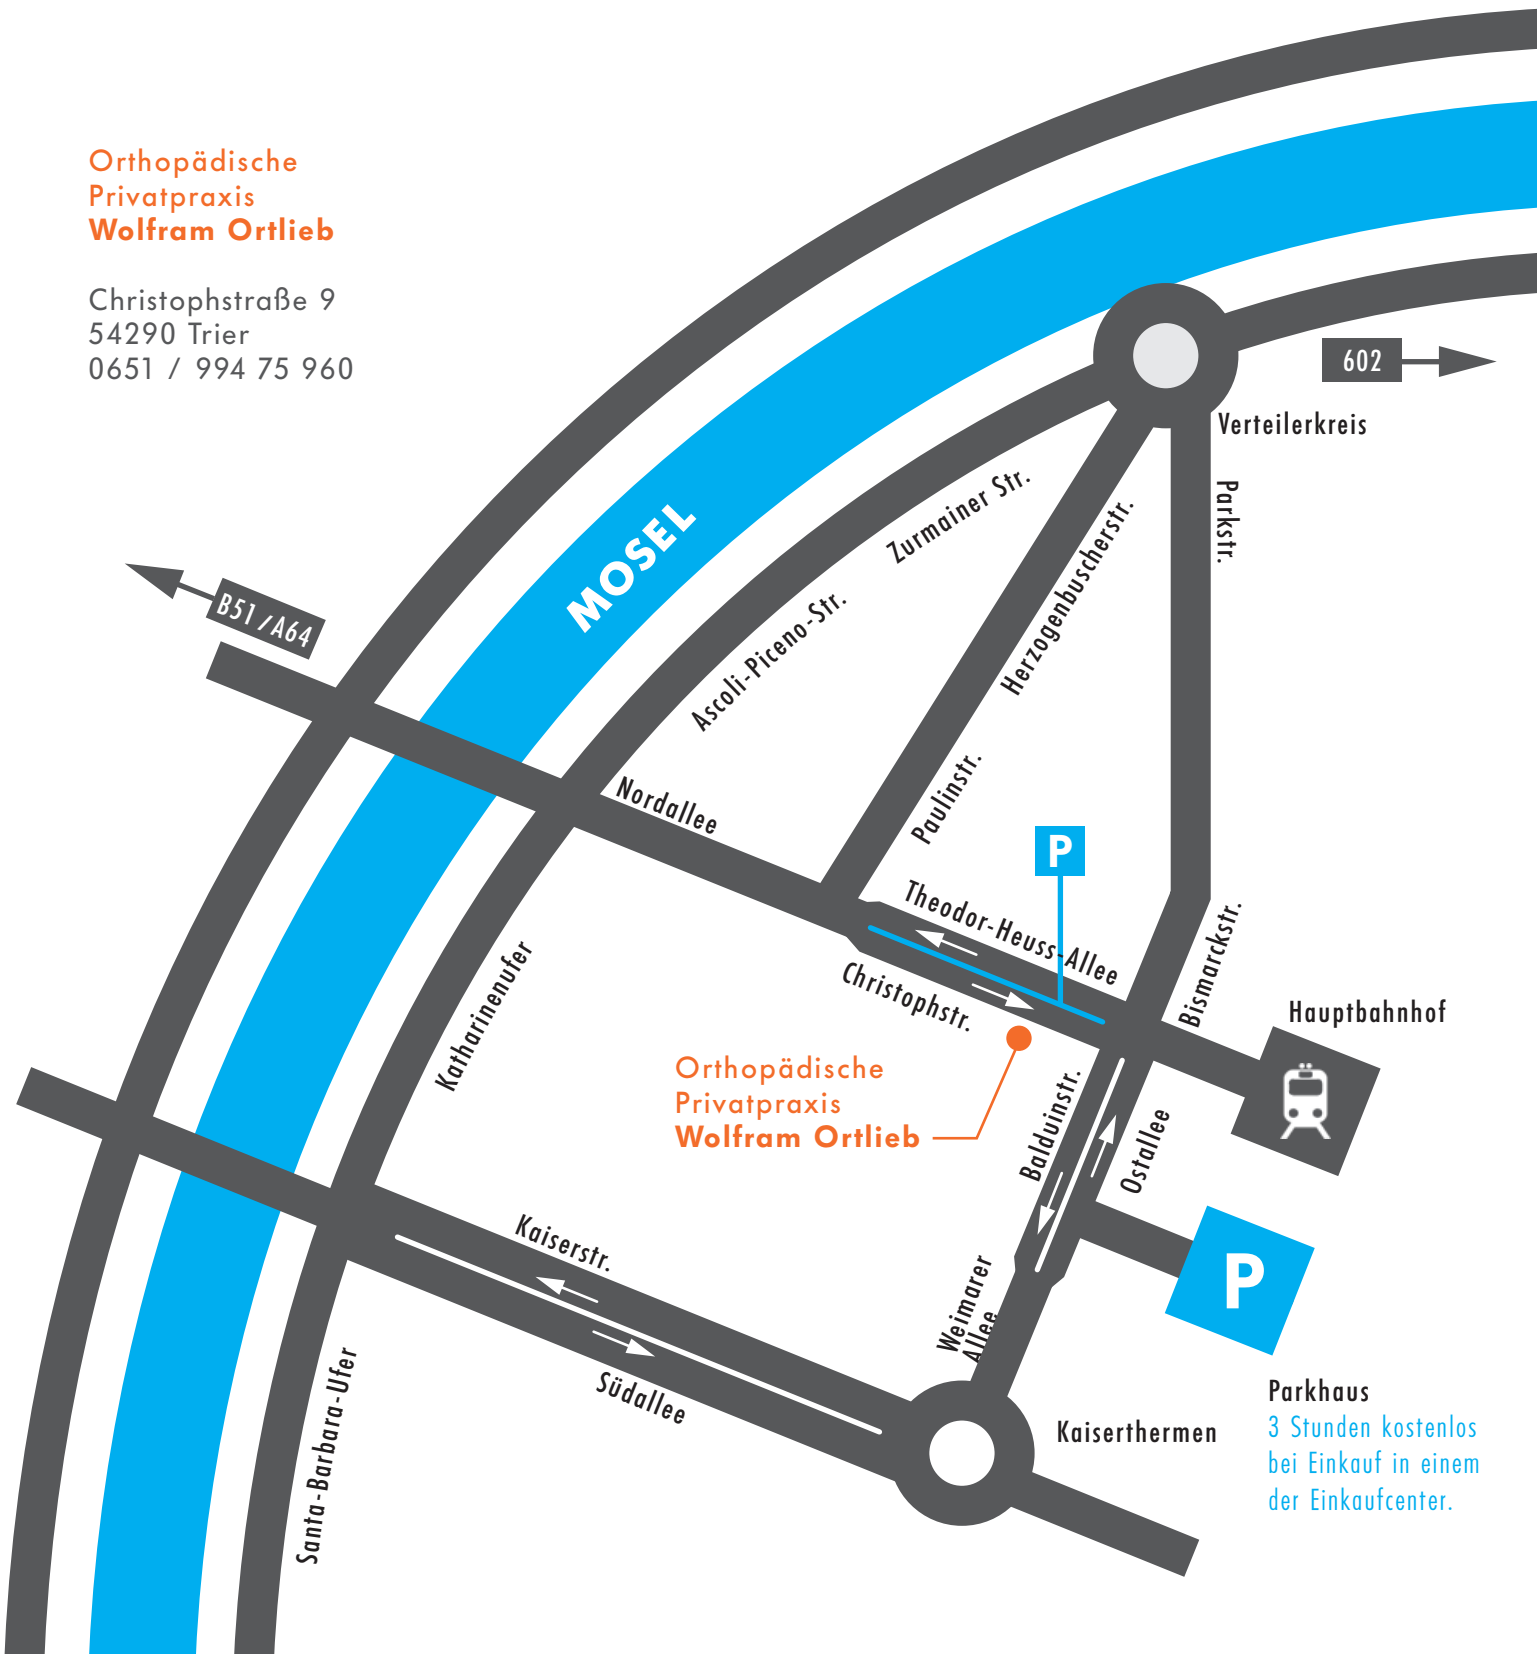 Orthopädische
Privatpraxis
Wolfram Ortlieb
Christophstraße 9
54290 Trier
0651 / 994 75 960
602
Verteilerkreis
Parkstr.
Zurmainer Str.
Herzogenbuscherstr.
MOSEL
B51/A64
Ascoli-Piceno-Str.
Nordallee
Paulinstr.
P
Theodor-Heuss-Allee
Christophstr.
Bismarckstr.
Hauptbahnhof
Katharinenufer
Orthopädische
Privatpraxis
Wolfram Ortlieb
Balduinstr.
Ostallee
Kaiserstr.
Weimarer
Allee
P
Südallee
Santa-Barbara-Ufer
Kaiserthermen
Parkhaus
3 Stunden kostenlos
bei Einkauf in einem
der Einkaufcenter.